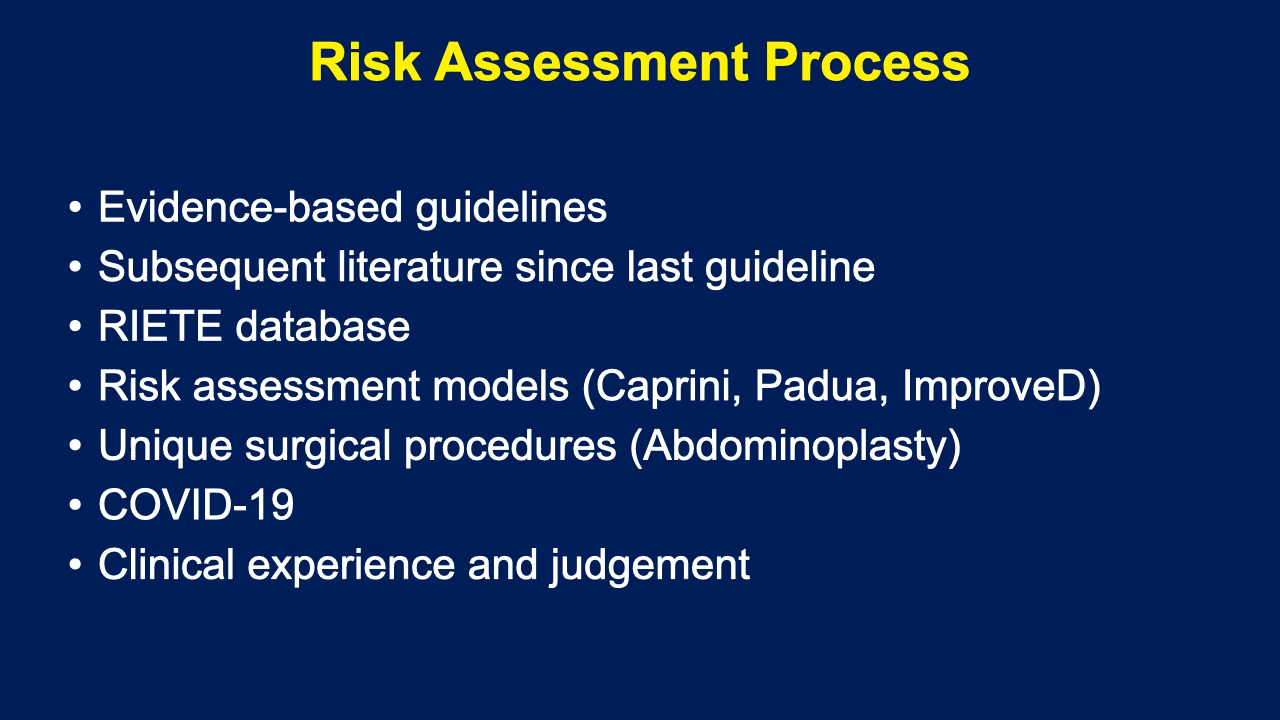 Risk Assessment Process
• Evidence-based guidelines
• Subsequent literature since last guideline
• RIETE database
• Risk assessment models (Caprini, Padua, ImproveD)
• Unique surgical procedures (Abdominoplasty)
• COVID-19
• Clinical experience and judgement